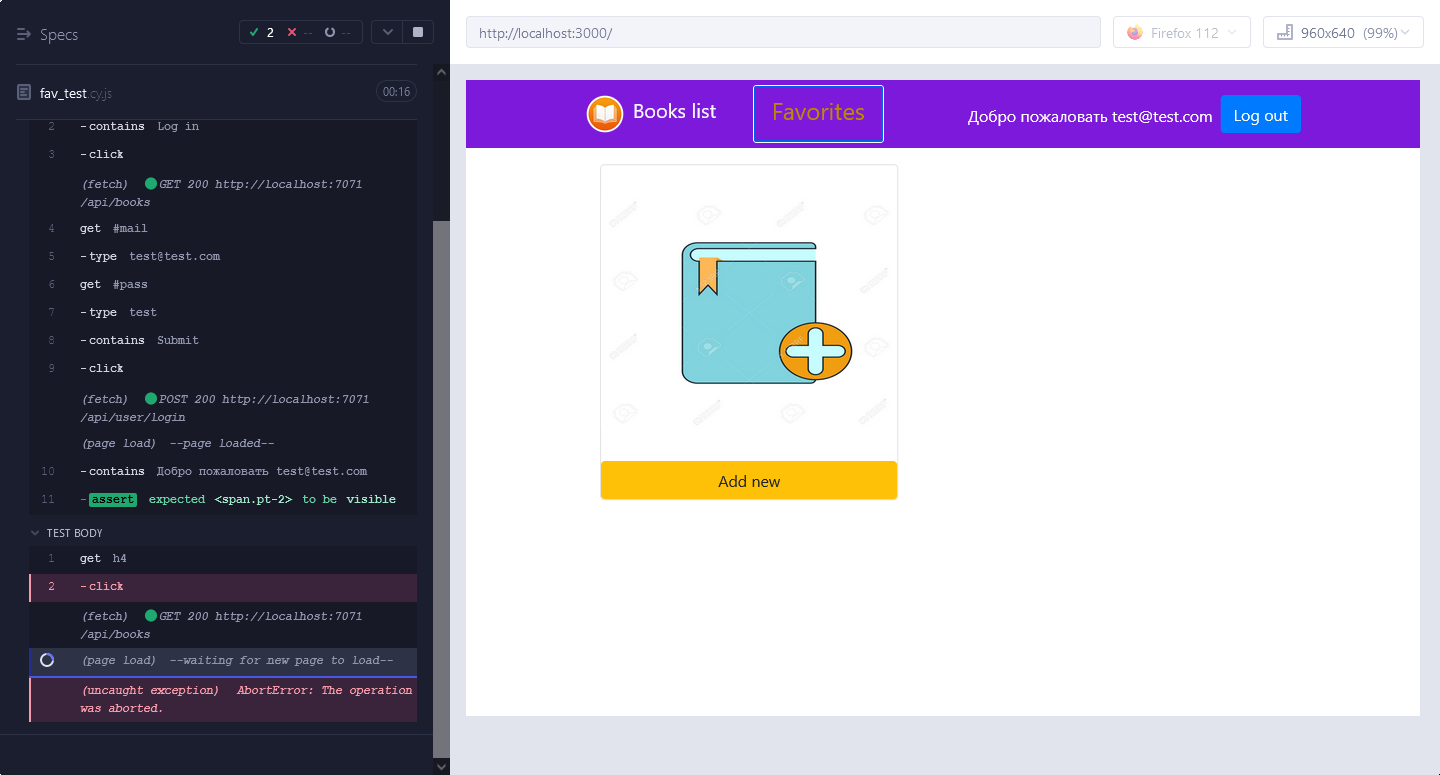 Specs
2
--
--
fav_test.cy.js
00:16
2 -contains Log in
3 -click
(fetch) GET 200 http://localhost:7071
/api/books
4 get #mail
5 -type test@test.com
6 get #pass
7 -type test
8 -contains Submit
9 -click
(fetch) POST 200 http://localhost:7071
/api/user/login
(page load) --page loaded--
10 -contains Добро пожаловать test@test.com
11 -assert expected <span.pt-2> to be visible
TEST BODY
1 get h4
2 -click
(fetch) GET 200 http://localhost:7071
/api/books
(page load) --waiting for new page to load--
(uncaught exception) AbortError: The operation
was aborted.
http://localhost:3000/
Firefox 112
960x640 (99%)
Books list
Favorites
Добро пожаловать test@test.com
Log out
Add new